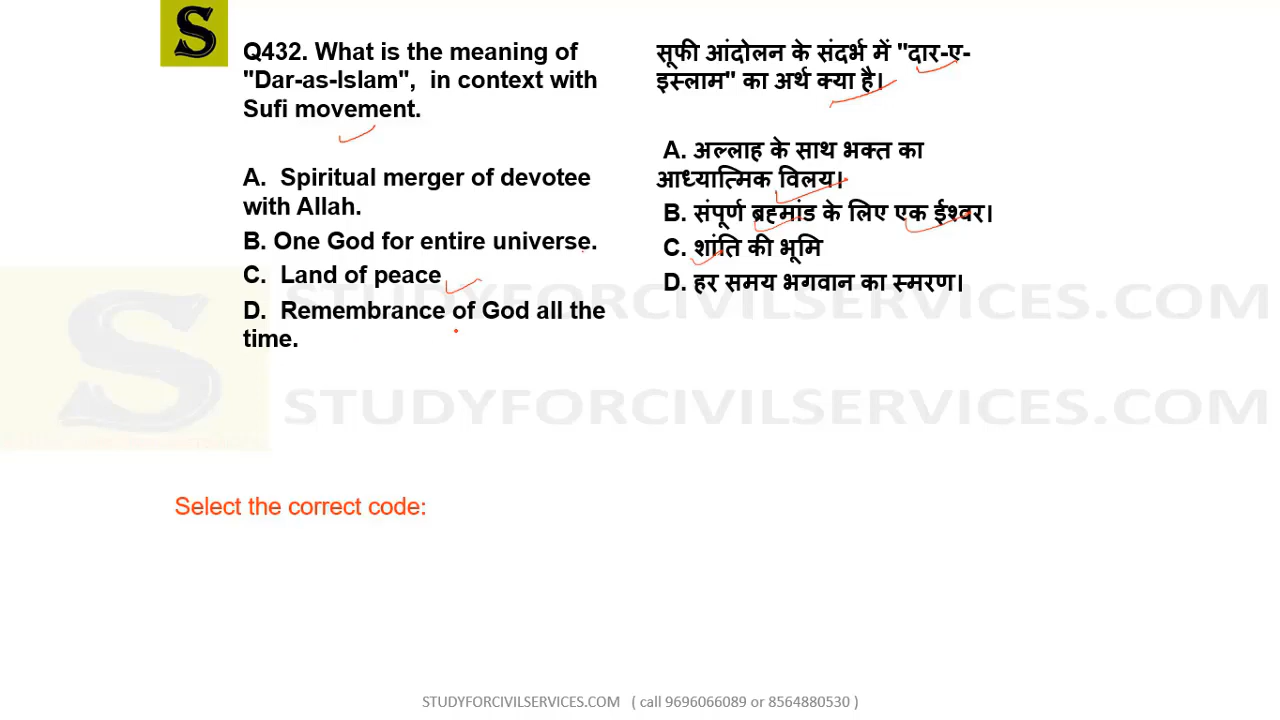 S
Q432. What is the meaning of
"Dar-as-Islam",  in context with
Sufi movement.
A.  Spiritual merger of devotee
with Allah.
B. One God for entire universe.
C.  Land of peace
D.  Remembrance of God all the
time.
सूफी आंदोलन के संदर्भ में "दार-ए-
इस्लाम" का अर्थ क्या है।
A. अल्लाह के साथ भक्त का
आध्यात्मिक विलय।
B. संपूर्ण ब्रह्मांड के लिए एक ईश्वर।
C. शांति की भूमि
D. हर समय भगवान का स्मरण।
STUDYFORCIVILSERVICES.COM
S
STUDYFORCIVILSERVICES.COM
Select the correct code:
STUDYFORCIVILSERVICES.COM   ( call 9696066089 or 8564880530 )